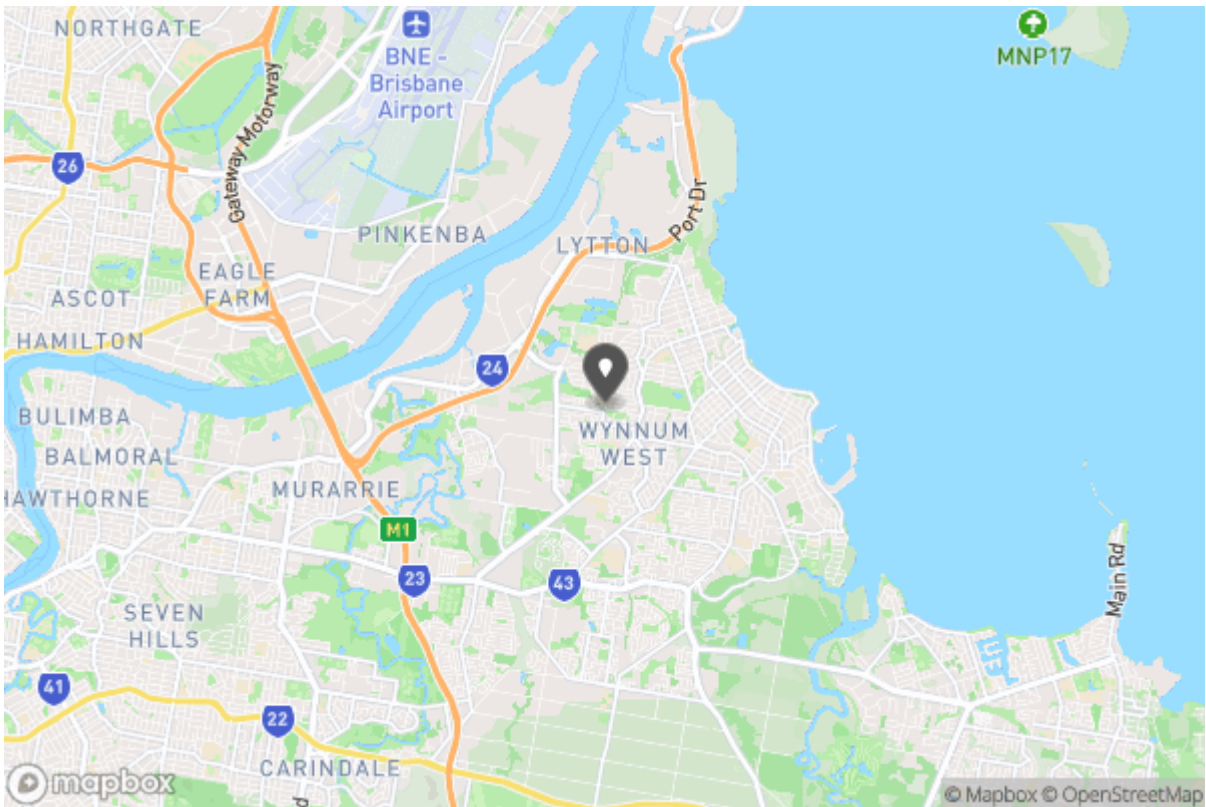 NORTHGATE
BNE -
Brisbane
Airport
MNP17
26
Gateway Motorway
Port Dr
PINKENBA
LYTTON
EAGLE
FARM
ASCOT
HAMILTON
24
BULIMBA
WYNNUM
WEST
BALMORAL
MURARRIE
HAWTHORNE
M1
23
43
Main Rd
SEVEN
HILLS
41
22
CARINDALE
mapbox
© Mapbox © OpenStreetMap